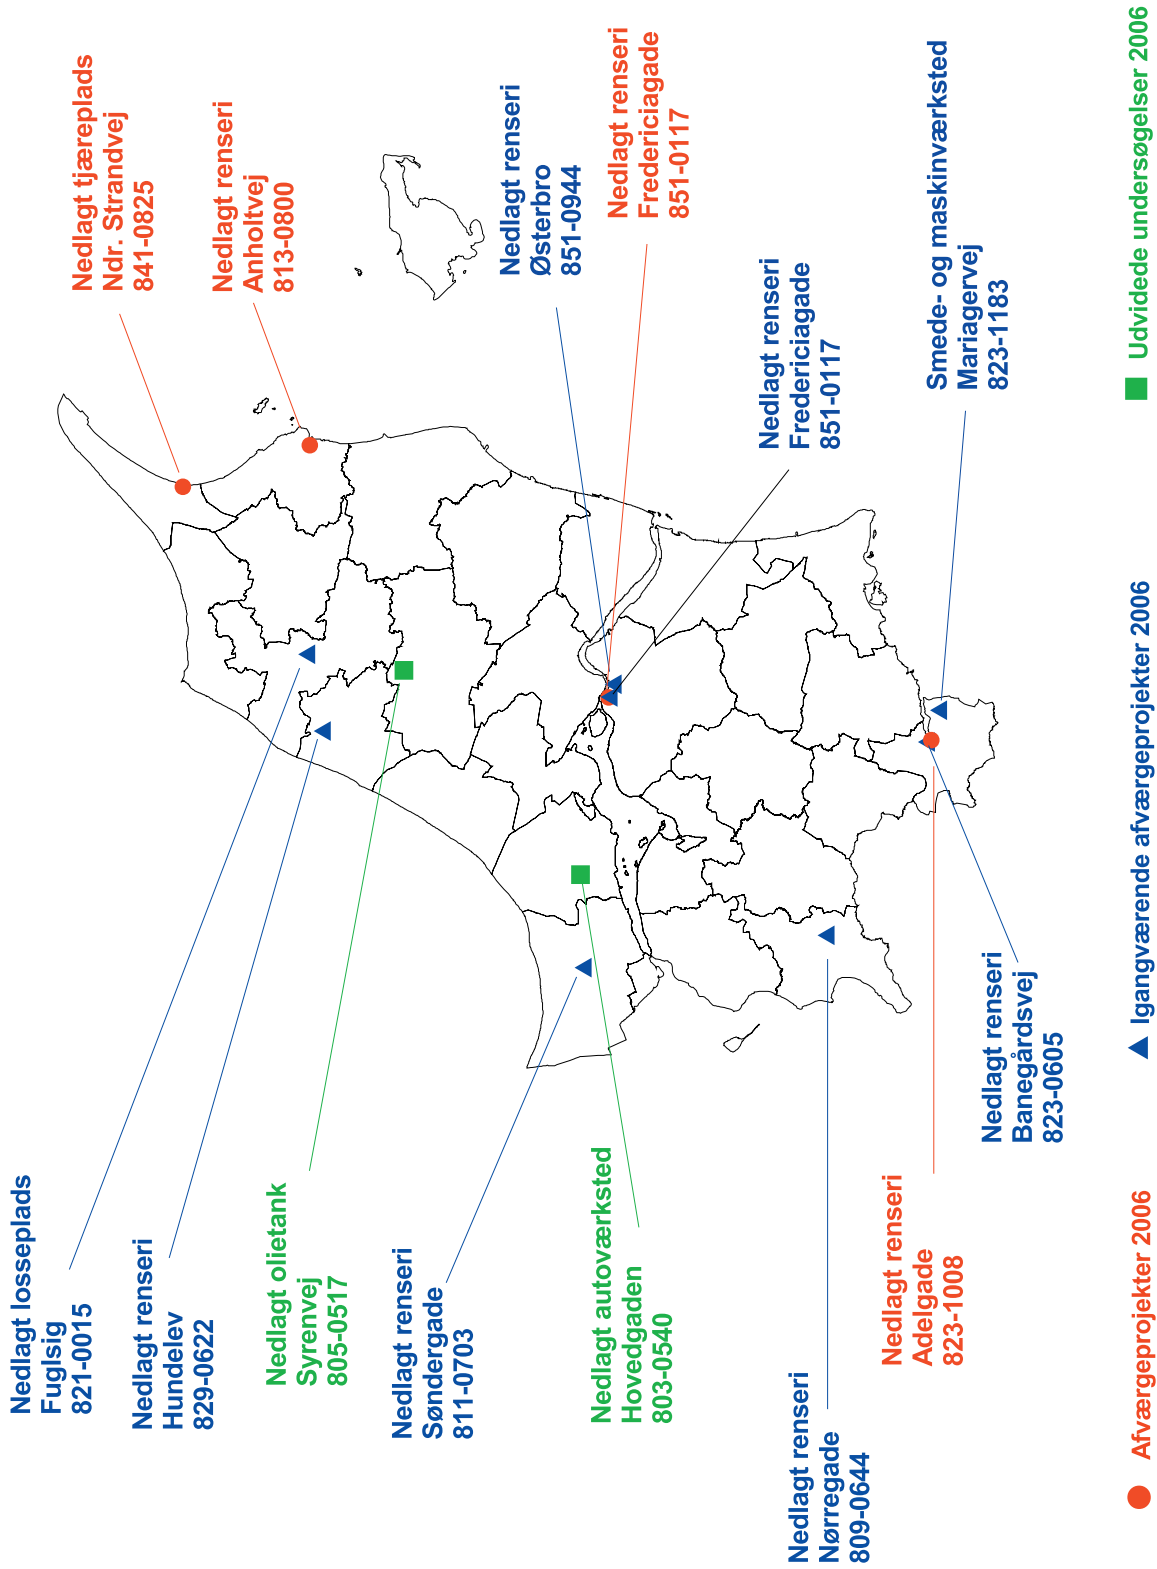 Nedlagt losseplads
Fuglsig
821-0015
Nedlagt renseri
Hundelev
829-0622
Nedlagt olietank
Syrenvej
805-0517
Nedlagt renseri
Søndergade
811-0703
Nedlagt autoværksted
Hovedgaden
803-0540
Nedlagt renseri
Nørregade
809-0644
Nedlagt renseri
Adelgade
823-1008
Nedlagt renseri
Banegårdsvej
823-0605
Nedlagt tjæreplads
Ndr. Strandvej
841-0825
Nedlagt renseri
Anholtvej
813-0800
Nedlagt renseri
Østerbro
851-0944
Nedlagt renseri
Fredericiagade
851-0117
Nedlagt renseri
Fredericiagade
851-0117
Smede- og maskinværksted
Mariagervej
823-1183
Afværgeprojekter 2006
Igangværende afværgeprojekter 2006
Udvidede undersøgelser 2006